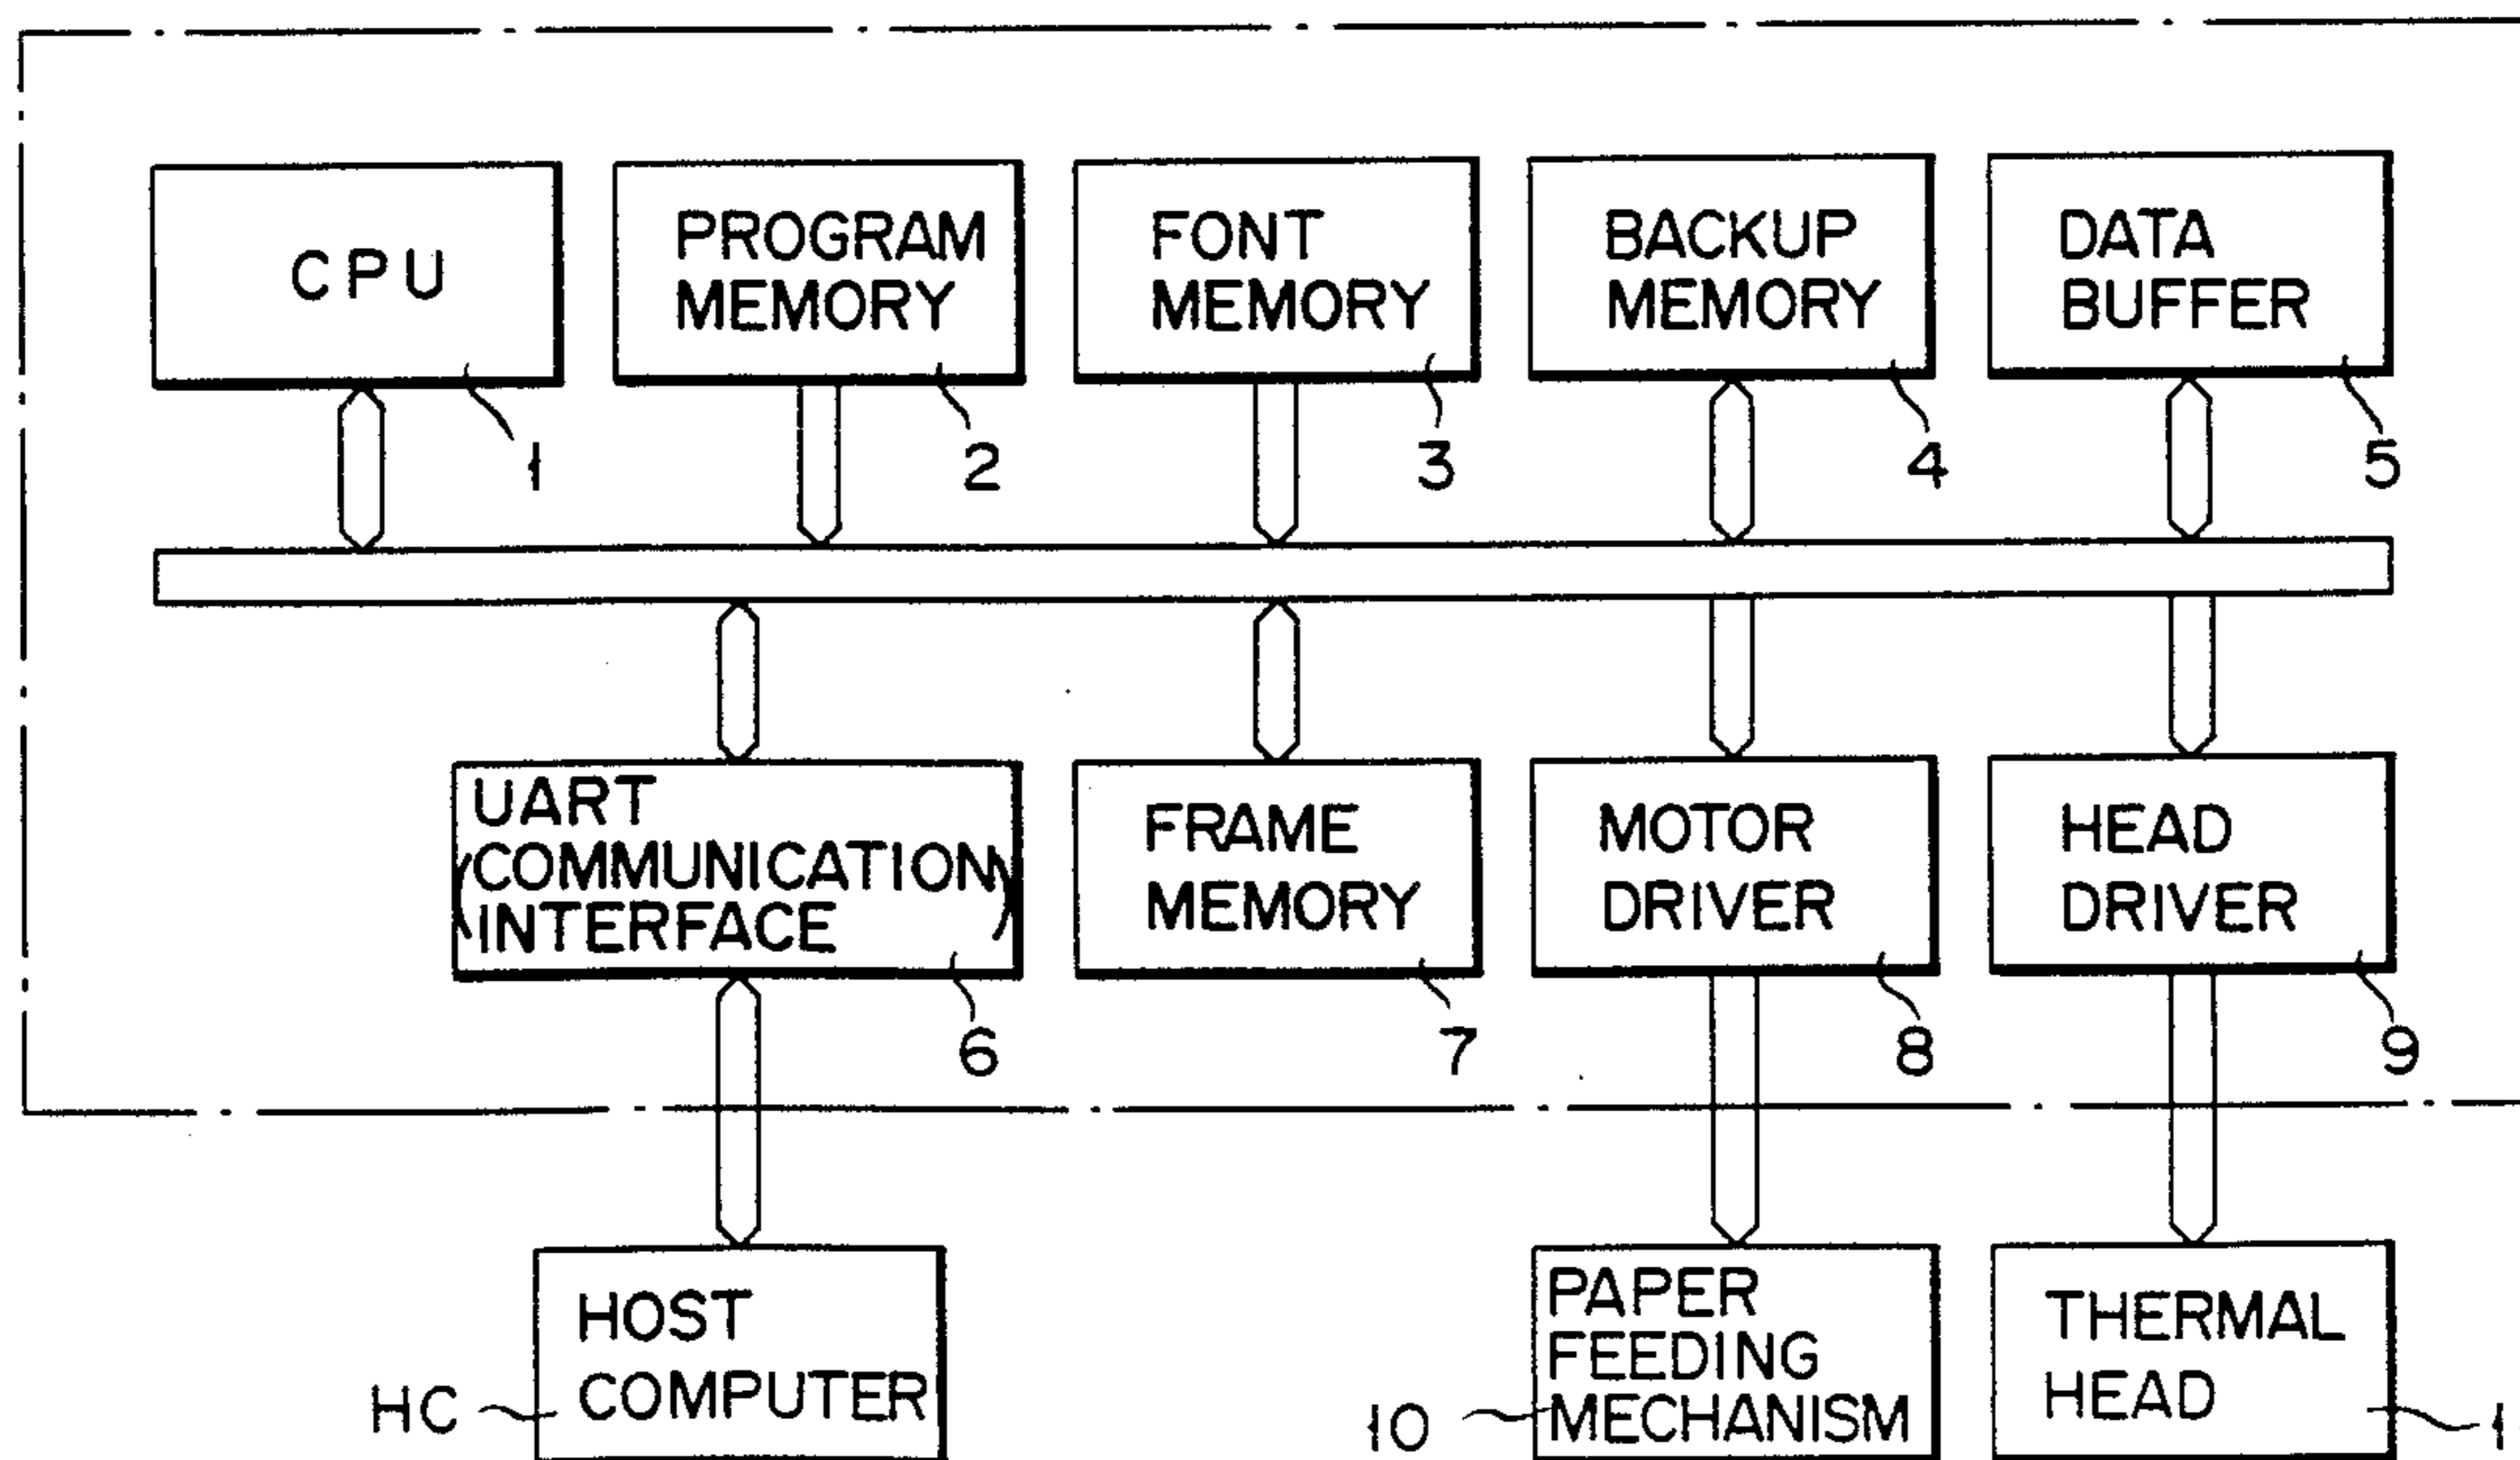 CPU
PROGRAM
MEMORY
FONT
MEMORY
BACKUP
MEMORY
DATA
BUFFER
1
2
3
4
5
UART
(COMMUNICATION
INTERFACE)
FRAME
MEMORY
MOTOR
DRIVER
HEAD
DRIVER
6
7
8
9
HOST
COMPUTER
HC
PAPER
FEEDING
MECHANISM
10
THERMAL
HEAD